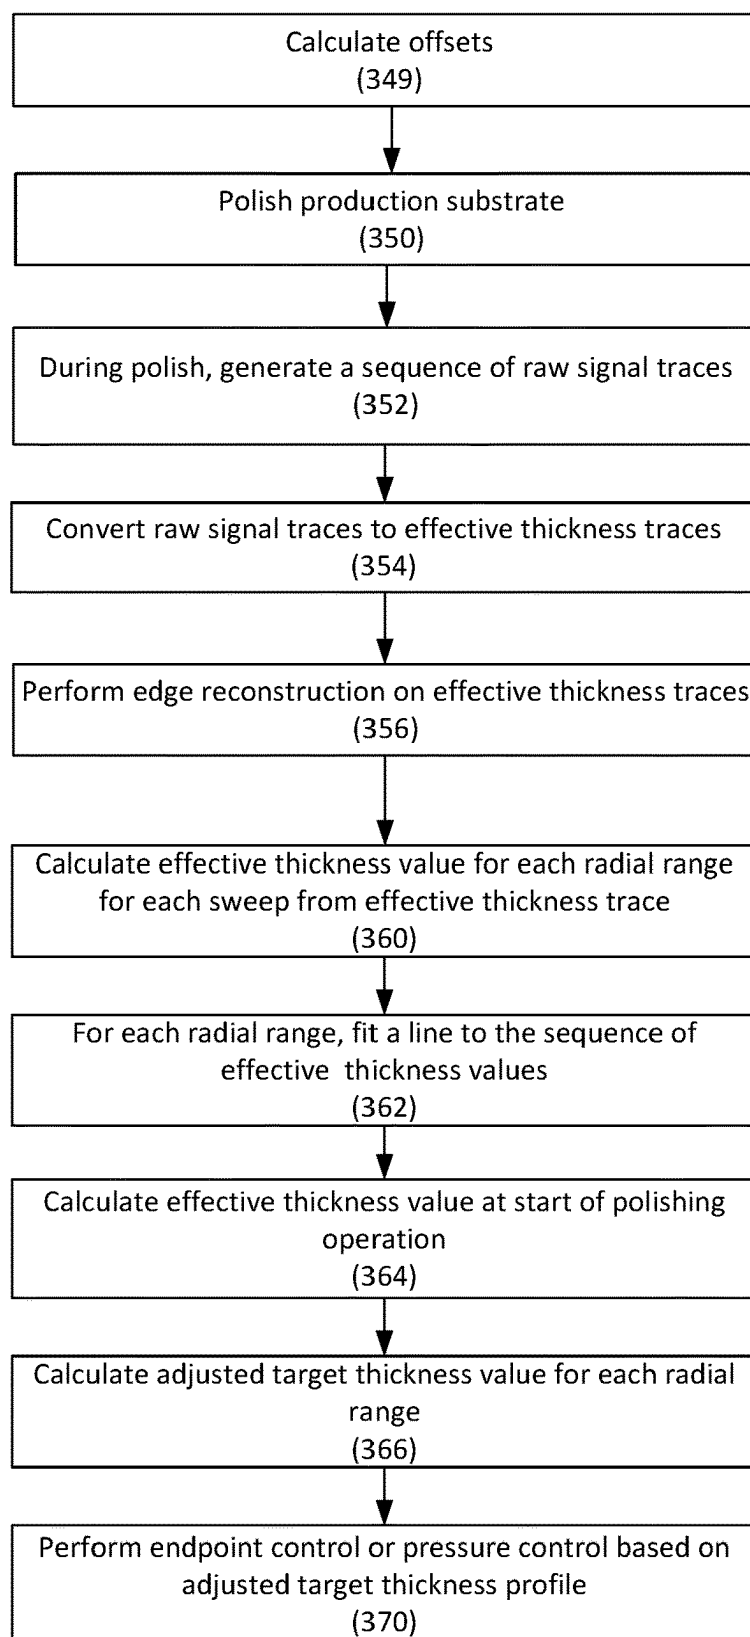 Calculate offsets
(349)
Polish production substrate
(350)
During polish, generate a sequence of raw signal traces
(352)
Convert raw signal traces to effective thickness traces
(354)
Perform edge reconstruction on effective thickness traces
(356)
Calculate effective thickness value for each radial range
for each sweep from effective thickness trace
(360)
For each radial range, fit a line to the sequence of
effective thickness values
(362)
Calculate effective thickness value at start of polishing
operation
(364)
Calculate adjusted target thickness value for each radial
range
(366)
Perform endpoint control or pressure control based on
adjusted target thickness profile
(370)